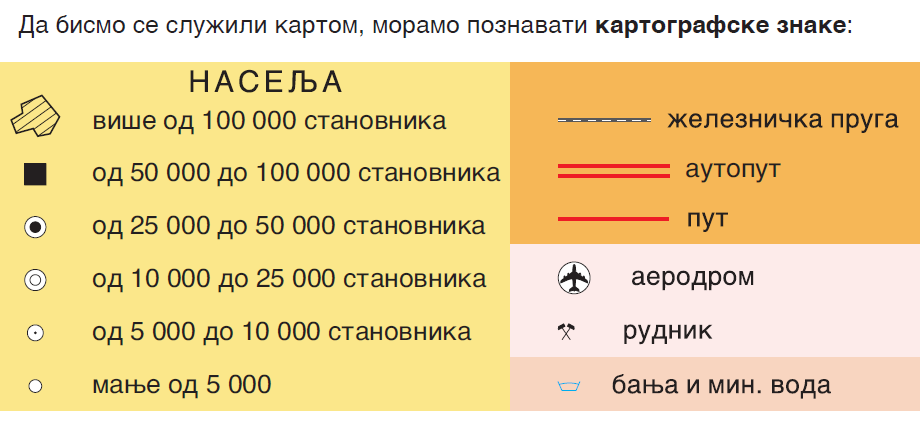 Да бисмо се служили картом, морамо познавати картографске знаке:
НАСЕЉА
више од 100 000 становника
од 50 000 до 100 000 становника
од 25 000 до 50 000 становника
од 10 000 до 25 000 становника
од 5 000 до 10 000 становника
мање од 5 000
железничка пруга
аутопут
пут
аеродром
рудник
бања и мин. вода